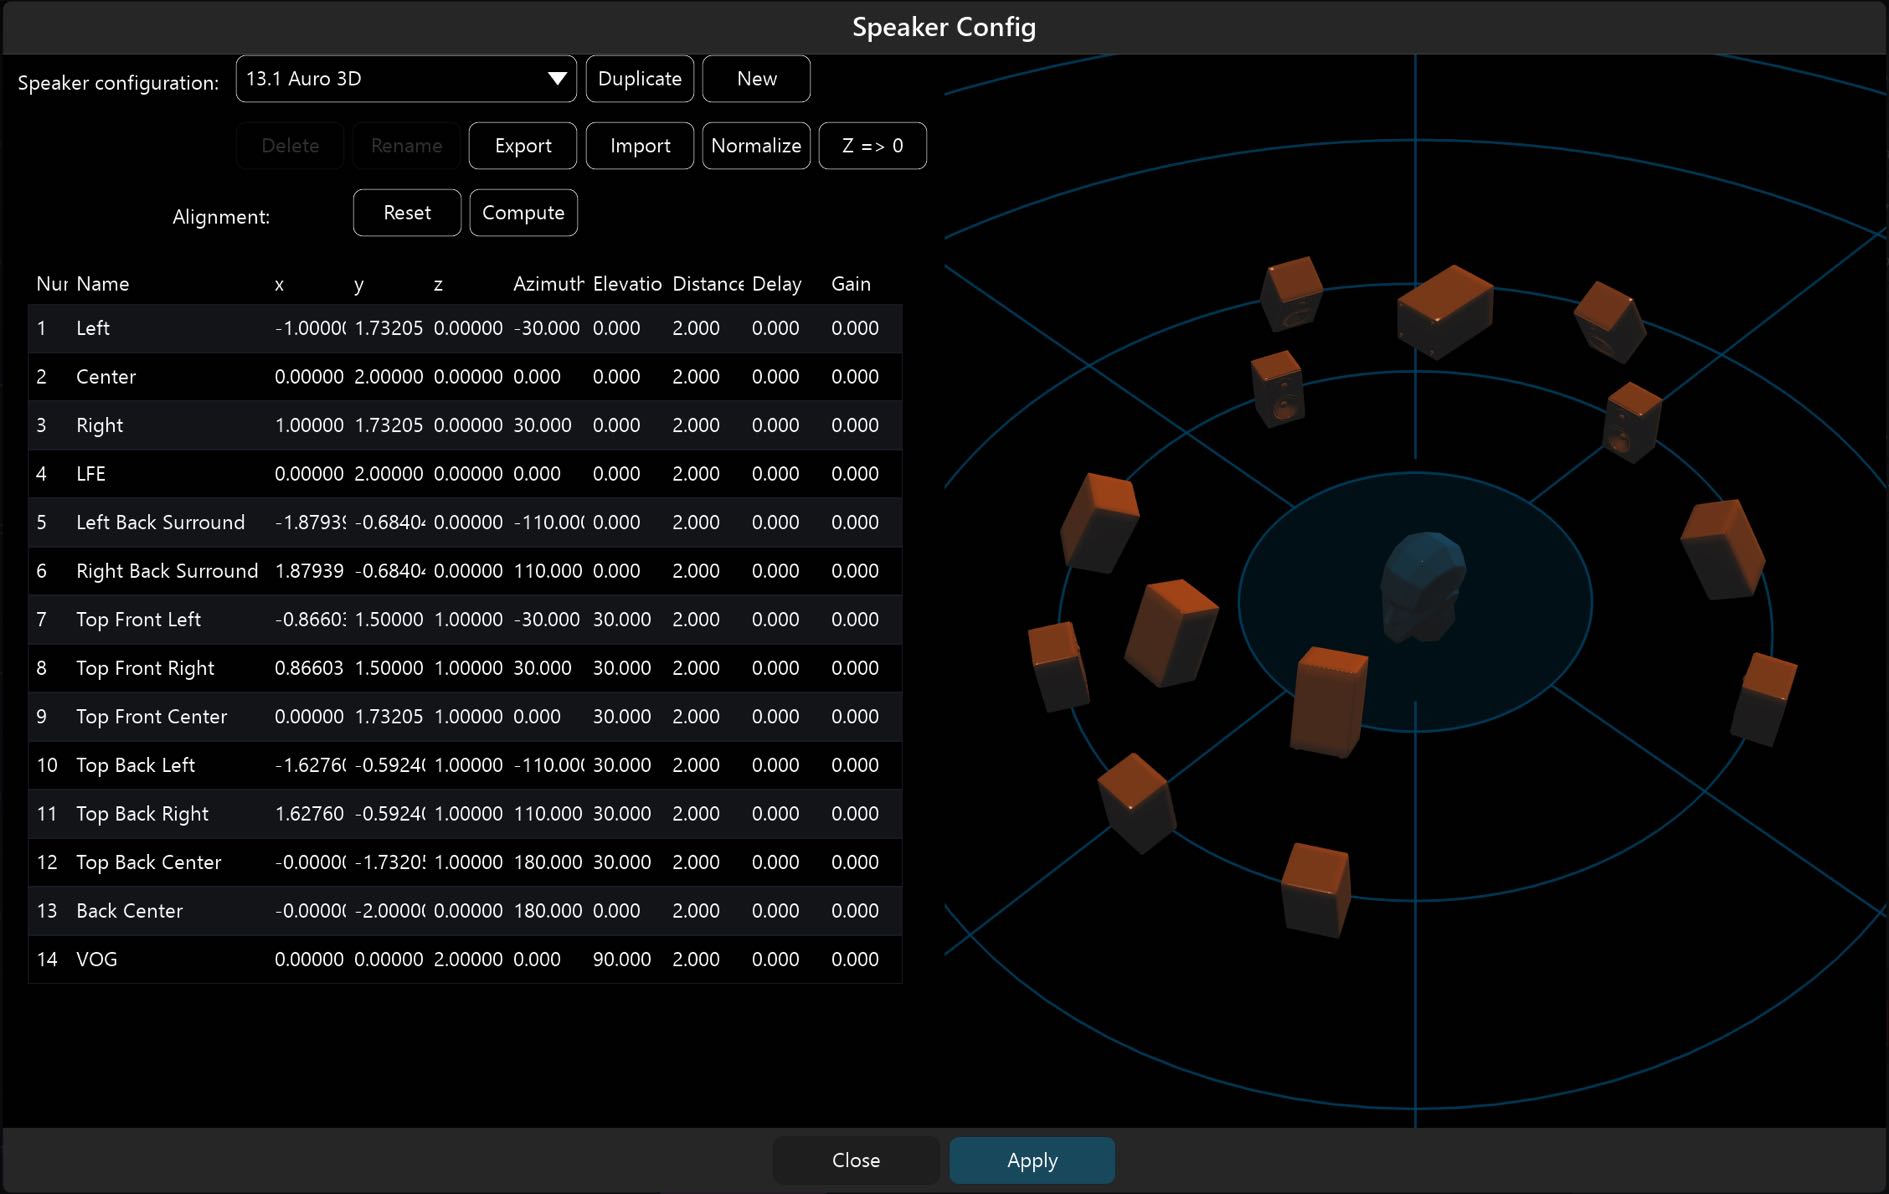 Speaker Config
Speaker configuration: 13.1 Auro 3D Duplicate New
Delete Rename Export Import Normalize Z => 0
Alignment: Reset Compute
Nur Name x y z Azimuth Elevatio Distance Delay Gain
1 Left -1.0000( 1.73205 0.00000 -30.000 0.000 2.000 0.000 0.000
2 Center 0.00000 2.00000 0.00000 0.000 0.000 2.000 0.000 0.000
3 Right 1.00000 1.73205 0.00000 30.000 0.000 2.000 0.000 0.000
4 LFE 0.00000 2.00000 0.00000 0.000 0.000 2.000 0.000 0.000
5 Left Back Surround -1.87939 -0.68404 0.00000 -110.00( 0.000 2.000 0.000 0.000
6 Right Back Surround 1.87939 -0.68404 0.00000 110.000 0.000 2.000 0.000 0.000
7 Top Front Left -0.86603 1.50000 1.00000 -30.000 30.000 2.000 0.000 0.000
8 Top Front Right 0.86603 1.50000 1.00000 30.000 30.000 2.000 0.000 0.000
9 Top Front Center 0.00000 1.73205 1.00000 0.000 30.000 2.000 0.000 0.000
10 Top Back Left -1.6276( -0.5924( 1.00000 -110.00( 30.000 2.000 0.000 0.000
11 Top Back Right 1.62760 -0.5924( 1.00000 110.000 30.000 2.000 0.000 0.000
12 Top Back Center -0.0000( -1.73205 1.00000 180.000 30.000 2.000 0.000 0.000
13 Back Center -0.0000( -2.0000( 0.00000 180.000 0.000 2.000 0.000 0.000
14 VOG 0.00000 0.00000 2.00000 0.000 90.000 2.000 0.000 0.000
Close Apply